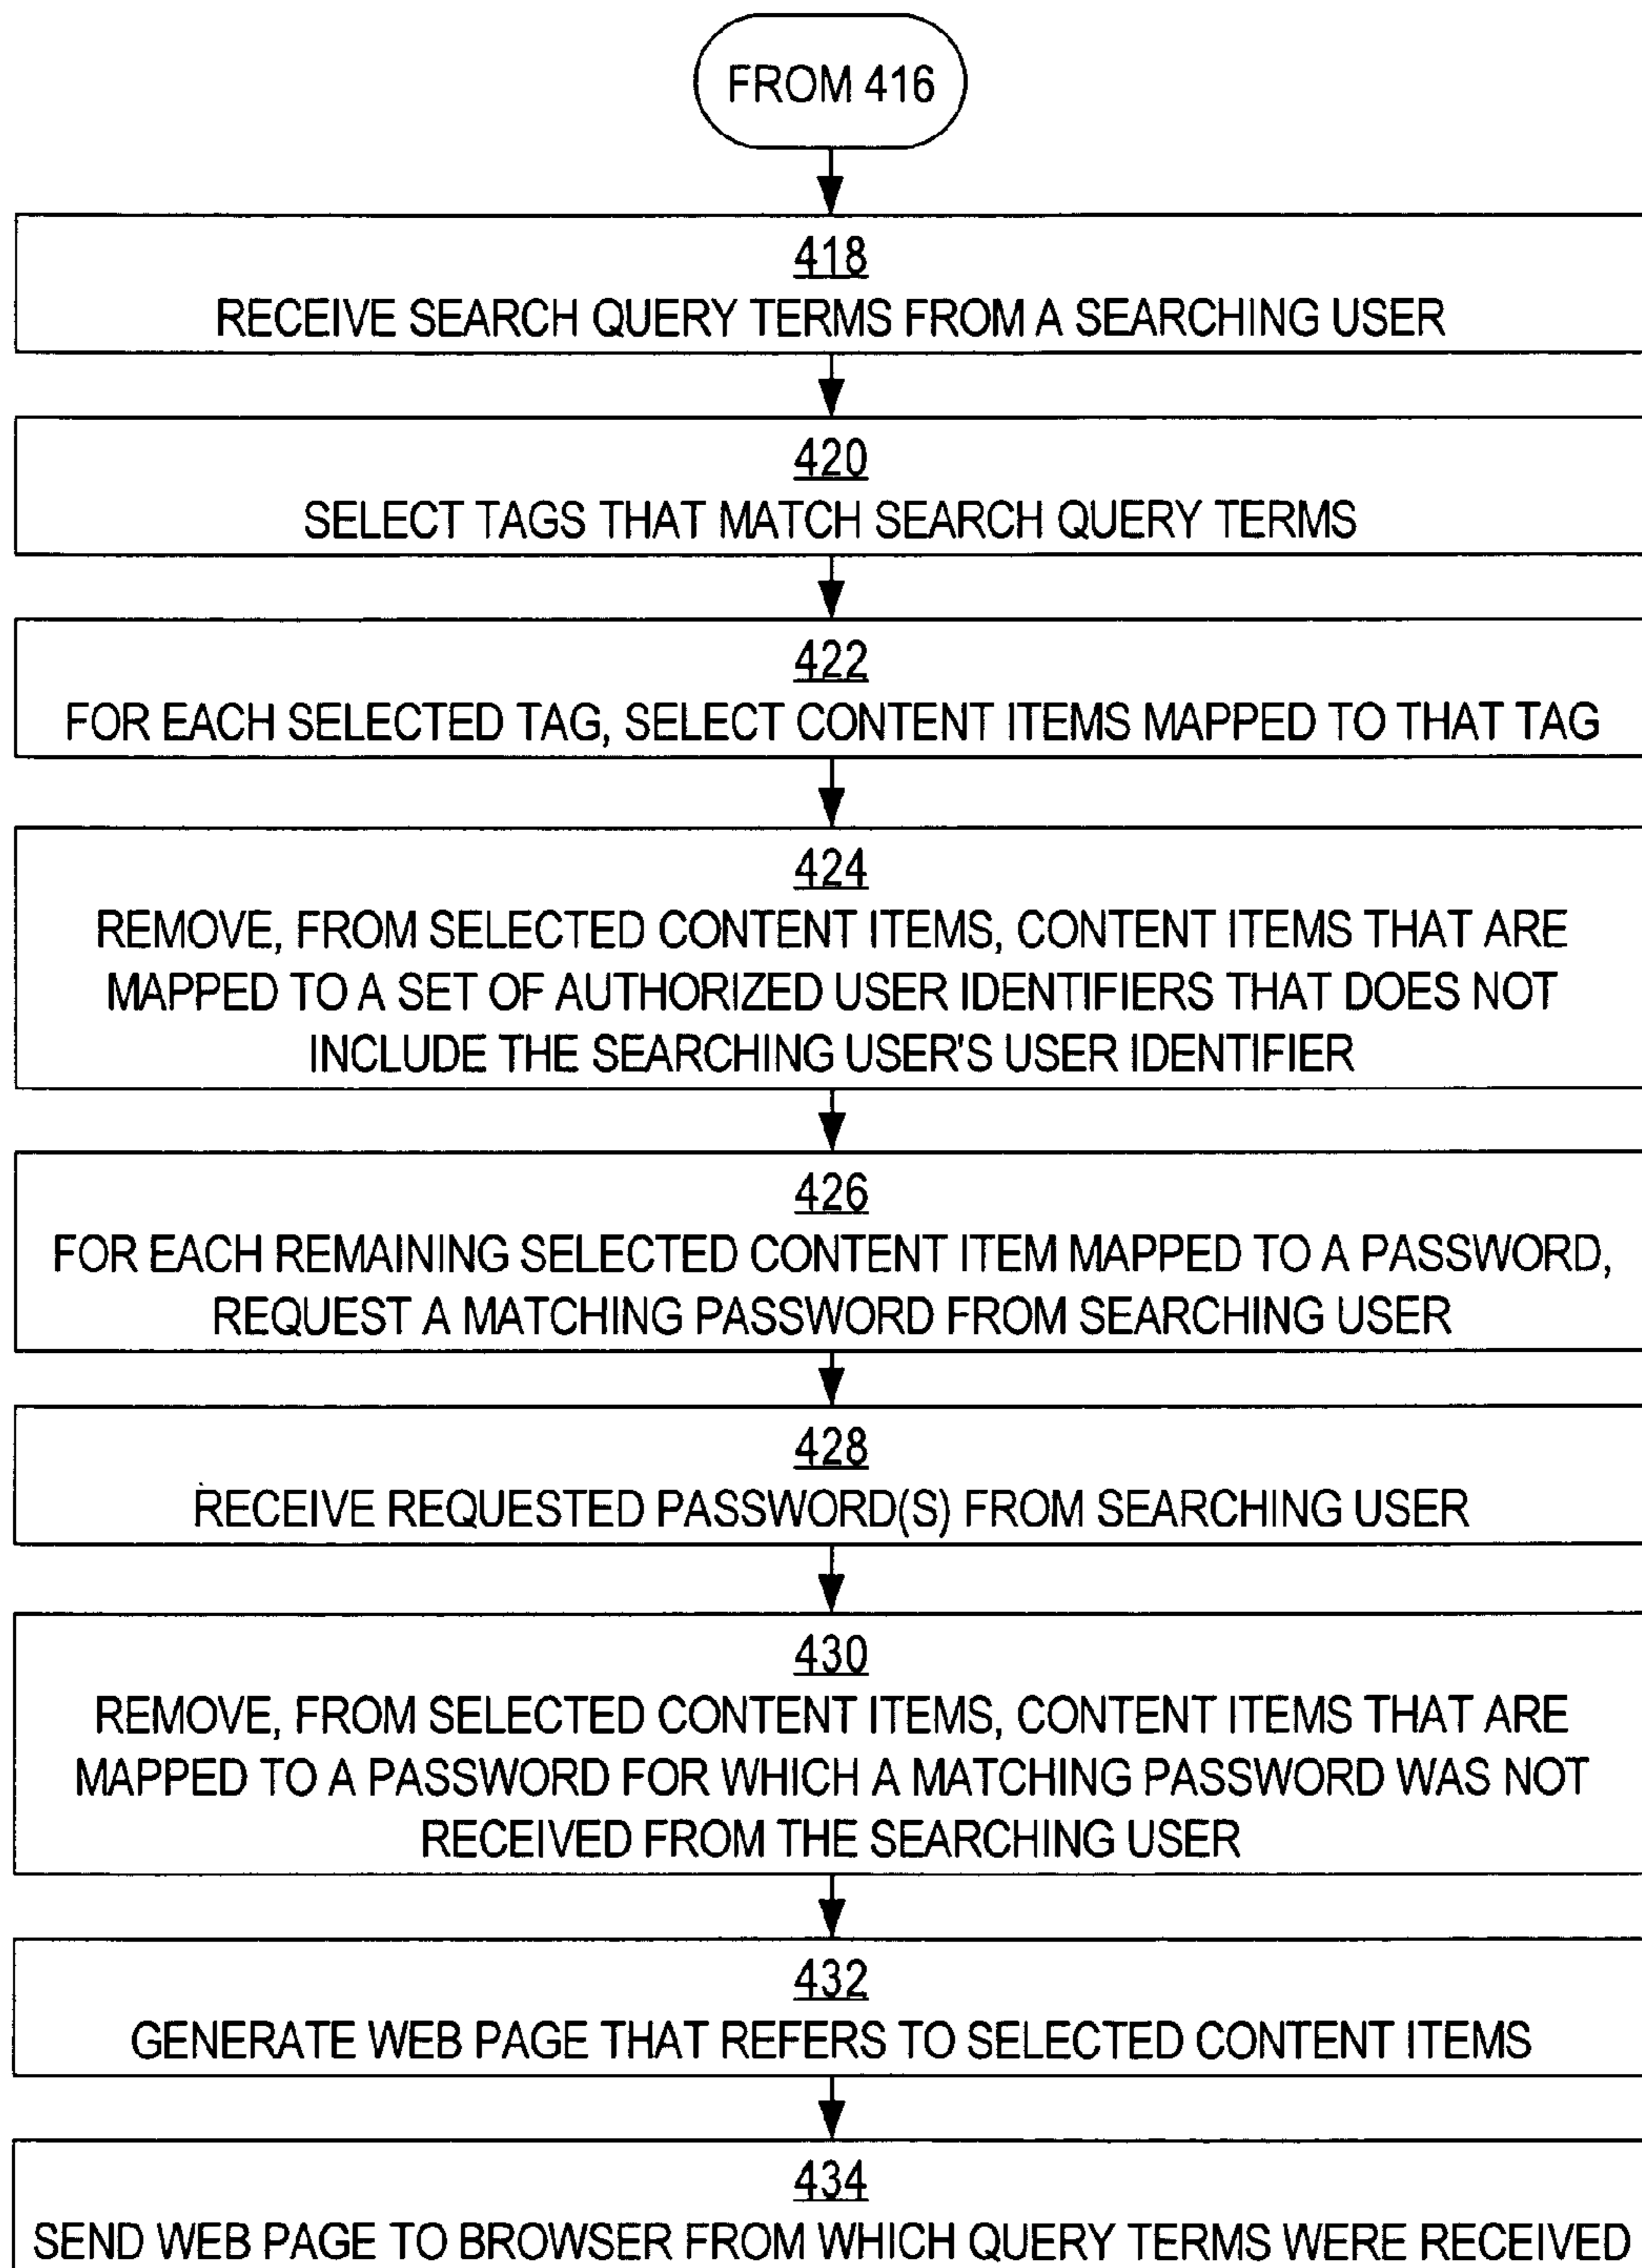 FROM 416
418
RECEIVE SEARCH QUERY TERMS FROM A SEARCHING USER
420
SELECT TAGS THAT MATCH SEARCH QUERY TERMS
422
FOR EACH SELECTED TAG, SELECT CONTENT ITEMS MAPPED TO THAT TAG
424
REMOVE, FROM SELECTED CONTENT ITEMS, CONTENT ITEMS THAT ARE
MAPPED TO A SET OF AUTHORIZED USER IDENTIFIERS THAT DOES NOT
INCLUDE THE SEARCHING USER'S USER IDENTIFIER
426
FOR EACH REMAINING SELECTED CONTENT ITEM MAPPED TO A PASSWORD,
REQUEST A MATCHING PASSWORD FROM SEARCHING USER
428
RECEIVE REQUESTED PASSWORD(S) FROM SEARCHING USER
430
REMOVE, FROM SELECTED CONTENT ITEMS, CONTENT ITEMS THAT ARE
MAPPED TO A PASSWORD FOR WHICH A MATCHING PASSWORD WAS NOT
RECEIVED FROM THE SEARCHING USER
432
GENERATE WEB PAGE THAT REFERS TO SELECTED CONTENT ITEMS
434
SEND WEB PAGE TO BROWSER FROM WHICH QUERY TERMS WERE RECEIVED